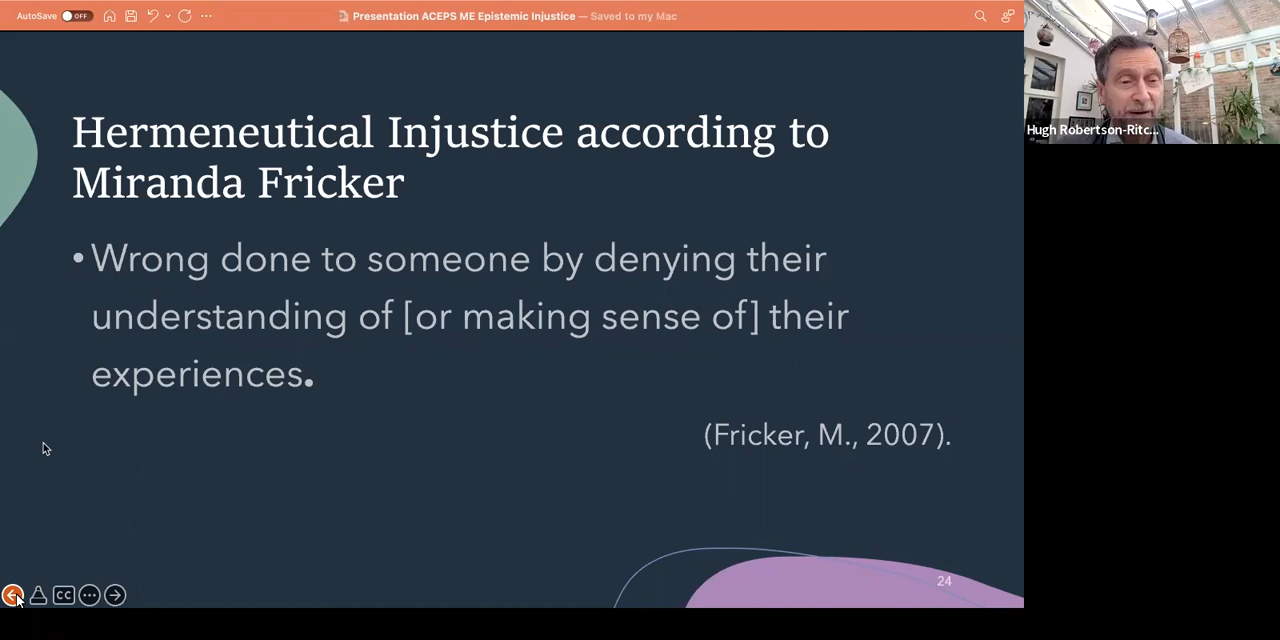 AutoSave OFF
Presentation ACEPS ME Epistemic Injustice — Saved to my Mac
Hugh Robertson-Ritc...
Hermeneutical Injustice according to
Miranda Fricker
• Wrong done to someone by denying their
understanding of [or making sense of] their
experiences.
(Fricker, M., 2007).
24
CC